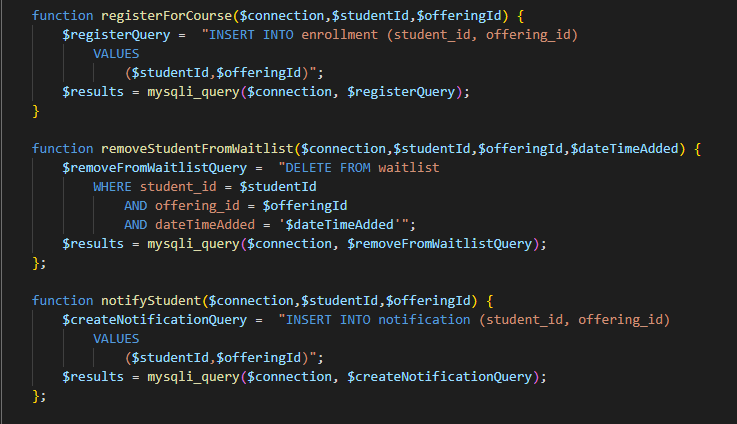 function registerForCourse($connection,$studentId,$offeringId) {
$registerQuery =  "INSERT INTO enrollment (student_id, offering_id)
VALUES
($studentId,$offeringId)";
$results = mysqli_query($connection, $registerQuery);
}
function removeStudentFromWaitlist($connection,$studentId,$offeringId,$dateTimeAdded) {
$removeFromWaitlistQuery =  "DELETE FROM waitlist
WHERE student_id = $studentId
AND offering_id = $offeringId
AND dateTimeAdded = '$dateTimeAdded'";
$results = mysqli_query($connection, $removeFromWaitlistQuery);
};
function notifyStudent($connection,$studentId,$offeringId) {
$createNotificationQuery =  "INSERT INTO notification (student_id, offering_id)
VALUES
($studentId,$offeringId)";
$results = mysqli_query($connection, $createNotificationQuery);
};